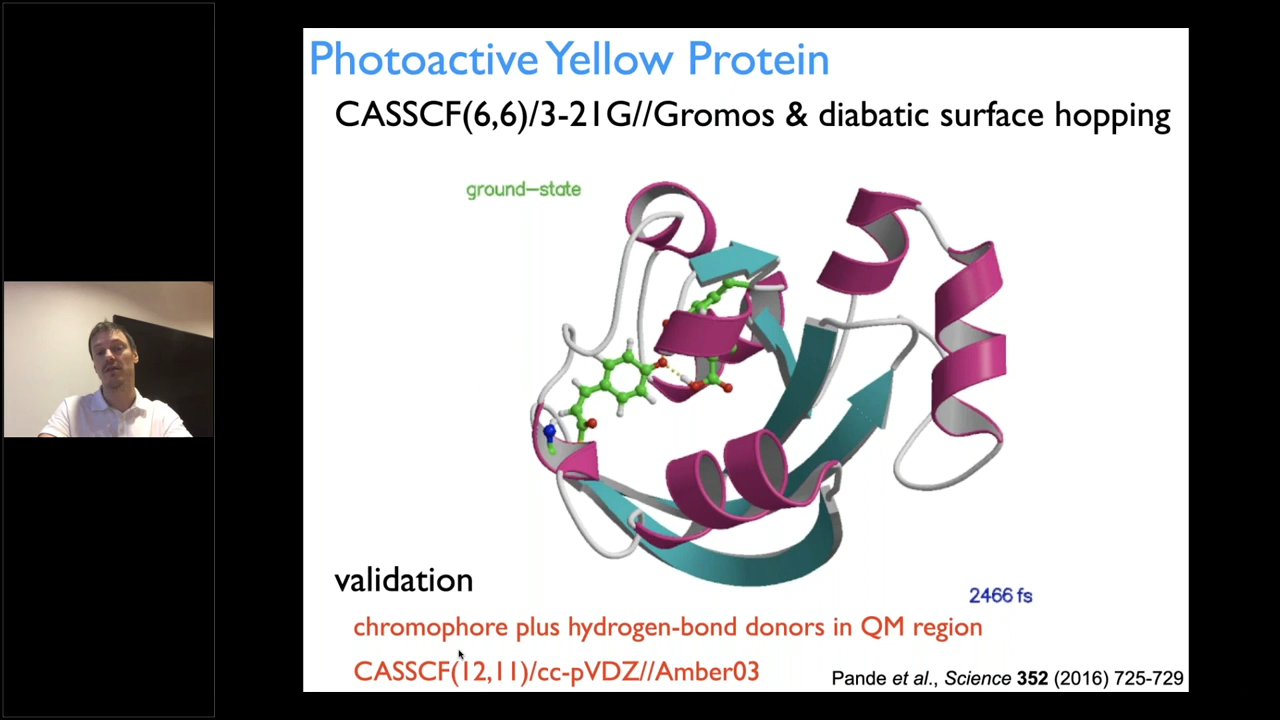 Photoactive Yellow Protein
CASSCF(6,6)/3-21G//Gromos & diabatic surface hopping
ground-state
validation
2466 fs
chromophore plus hydrogen-bond donors in QM region
CASSCF(12,11)/cc-pVDZ//Amber03
Pande et al., Science 352 (2016) 725-729